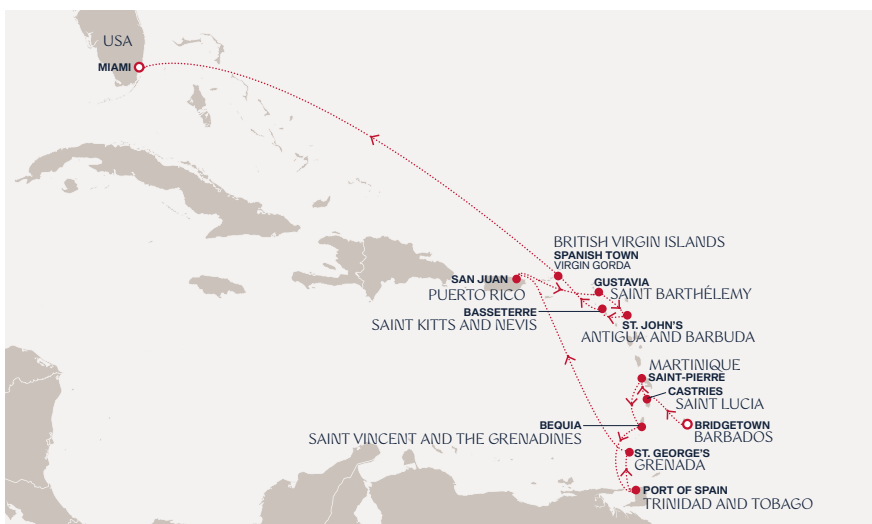 USA
MIAMI
BRITISH VIRGIN ISLANDS
SPANISH TOWN
VIRGIN GORDA
SAN JUAN
PUERTO RICO
GUSTAVIA
SAINT BARTHÉLEMY
BASSETERRE
SAINT KITTS AND NEVIS
ST. JOHN'S
ANTIGUA AND BARBUDA
MARTINIQUE
SAINT-PIERRE
CASTRIES
SAINT LUCIA
BEQUIA
SAINT VINCENT AND THE GRENADINES
BRIDGETOWN
BARBADOS
ST. GEORGE'S
GRENADA
PORT OF SPAIN
TRINIDAD AND TOBAGO